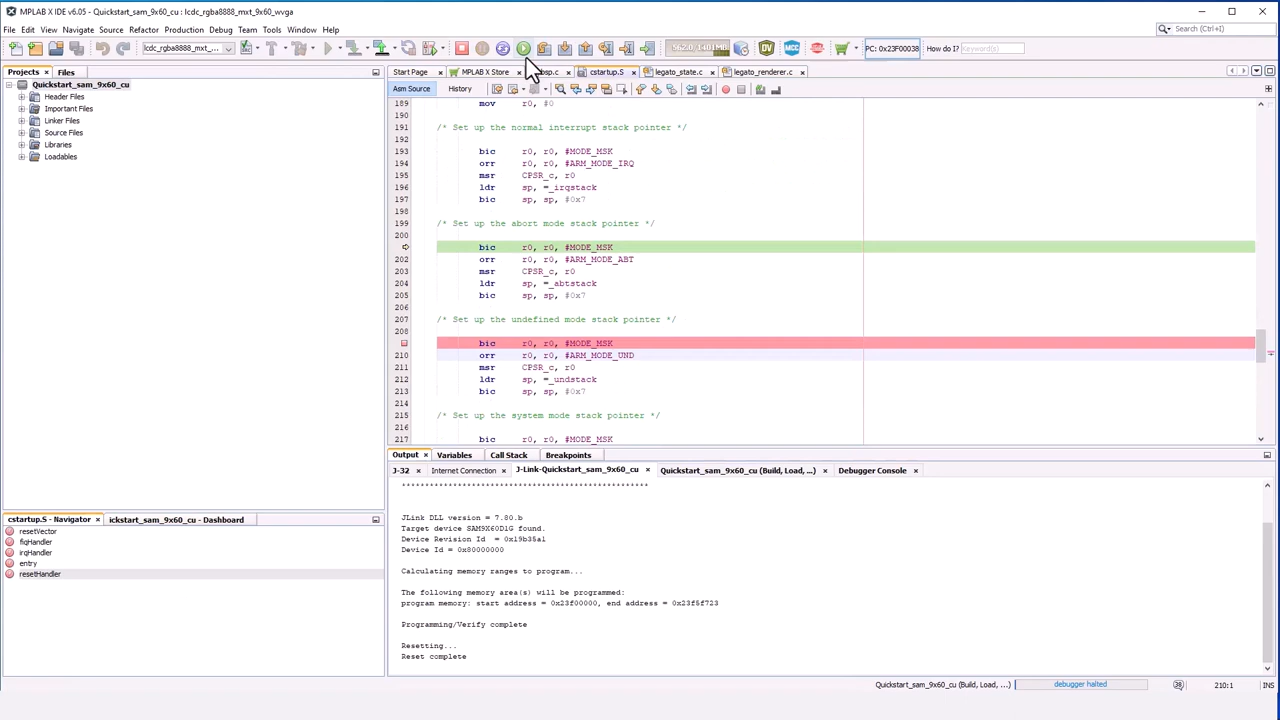 MPLAB X IDE v6.05 - Quickstart_sam_9x60_cu : lcdc_rgba8888_mxt_9x60_wvga
File Edit View Navigate Source Refactor Production Debug Team Tools Window Help
Search (Ctrl+I)
lcdc_rgba8888_mxt_... 562.0 1401MB PC: 0x23F00038 How do I? Keyword(s)
Projects Files
Start Page MPLAB X Store bsp.c cstartup.S legato_state.c legato_renderer.c
Quickstart_sam_9x60_cu
Header Files
Important Files
Linker Files
Source Files
Libraries
Loadables
Asm Source History
189 mov r0, #0
190
191 /* Set up the normal interrupt stack pointer */
192
193 bic r0, r0, #MODE_MSK
194 orr r0, r0, #ARM_MODE_IRQ
195 msr CPSR_c, r0
196 ldr sp, =_irqstack
197 bic sp, sp, #0x7
198
199 /* Set up the abort mode stack pointer */
200
bic r0, r0, #MODE_MSK
202 orr r0, r0, #ARM_MODE_ABT
203 msr CPSR_c, r0
204 ldr sp, =_abtstack
205 bic sp, sp, #0x7
206
207 /* Set up the undefined mode stack pointer */
208
bic r0, r0, #MODE_MSK
210 orr r0, r0, #ARM_MODE_UND
211 msr CPSR_c, r0
212 ldr sp, =_undstack
213 bic sp, sp, #0x7
214
215 /* Set up the system mode stack pointer */
217 bic r0, r0, #MODE_MSK
Output Variables Call Stack Breakpoints
J-32 Internet Connection J-Link-Quickstart_sam_9x60_cu Quickstart_sam_9x60_cu (Build, Load, ...) Debugger Console
*****************************************************
JLink DLL version = 7.80.b
Target device SAM9X60D1G found.
Device Revision Id = 0x19b35a1
Device Id = 0x80000000
Calculating memory ranges to program...
The following memory area(s) will be programmed:
program memory: start address = 0x23f00000, end address = 0x23f5f723
Programming/Verify complete
Resetting...
Reset complete
cstartup.S - Navigator ickstart_sam_9x60_cu - Dashboard
resetVector
fiqHandler
irqHandler
entry
resetHandler
Quickstart_sam_9x60_cu (Build, Load, ...) debugger halted 210:1 INS